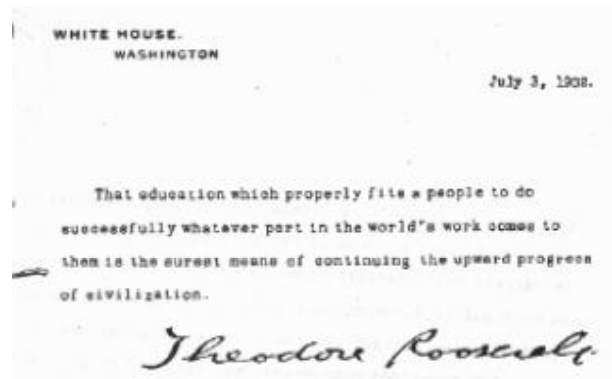 WHITE HOUSE.
WASHINGTON
July 3, 1902.
That education which properly fits a people to do
successfully whatever part in the world's work comes to
them is the surest means of continuing the upward progress
of civilization.
Theodore Roosevelt